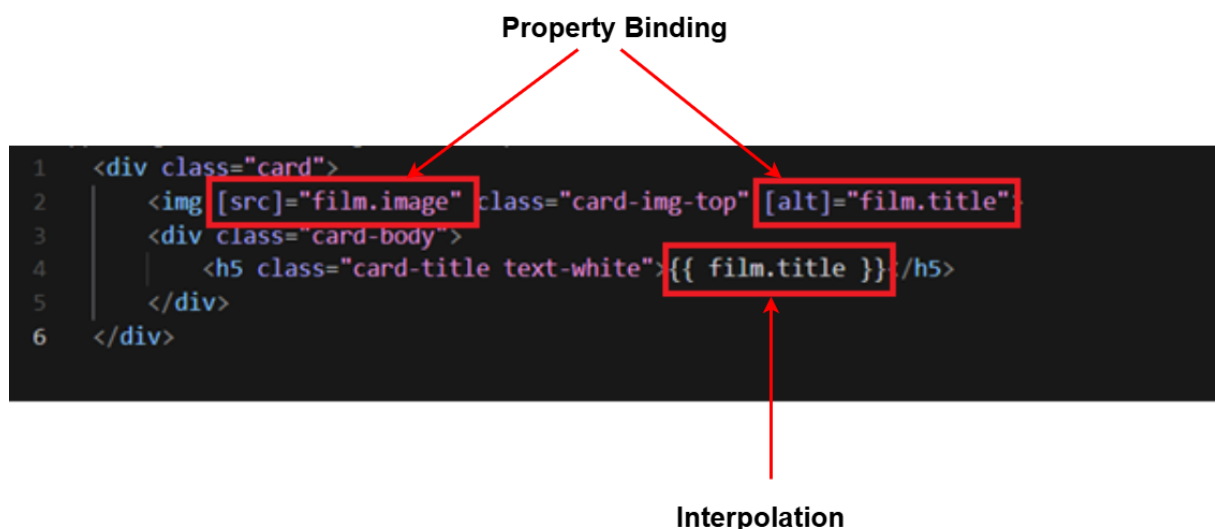 Property Binding
1 <div class="card">
2 <img [src]="film.image" class="card-img-top" [alt]="film.title">
3 <div class="card-body">
4 <h5 class="card-title text-white">{{ film.title }}</h5>
5 </div>
6 </div>
Interpolation